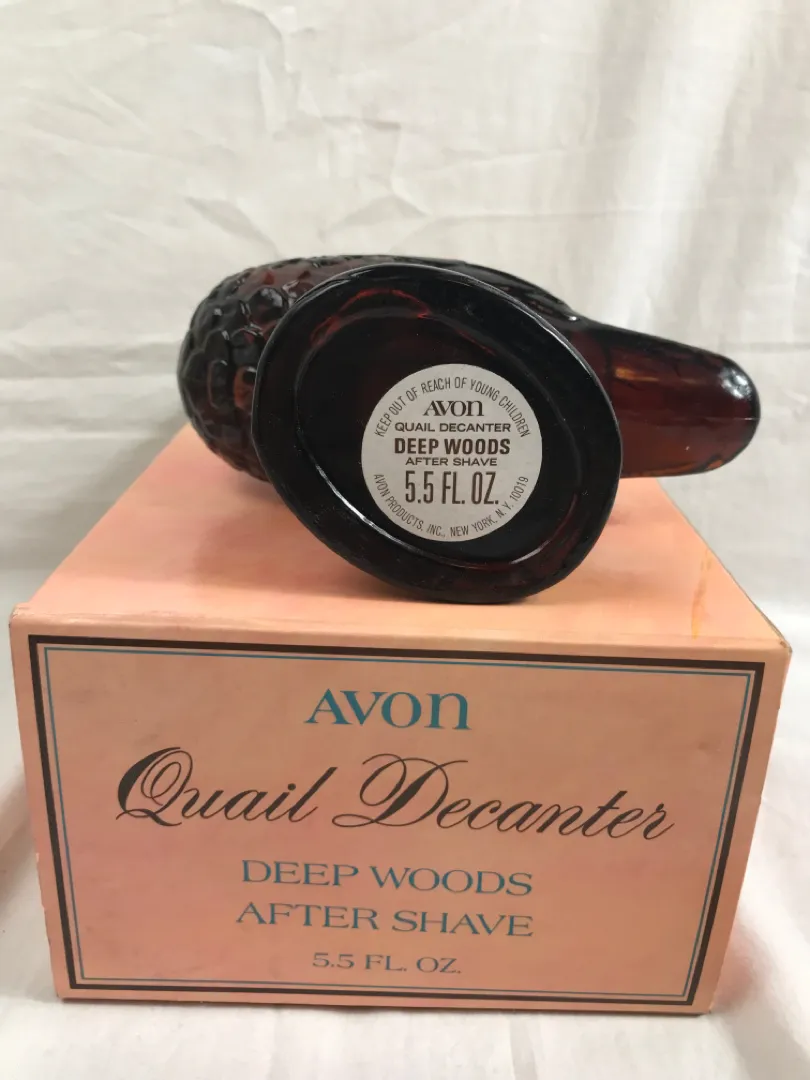 KEEP OUT OF REACH OF YOUNG CHILDREN
AVON
QUAIL DECANTER
DEEP WOODS
AFTER SHAVE
5.5 FL. OZ.
AVON PRODUCTS, INC., NEW YORK, N.Y. 10019
AVON
Quail Decanter
DEEP WOODS
AFTER SHAVE
5.5 FL. OZ.